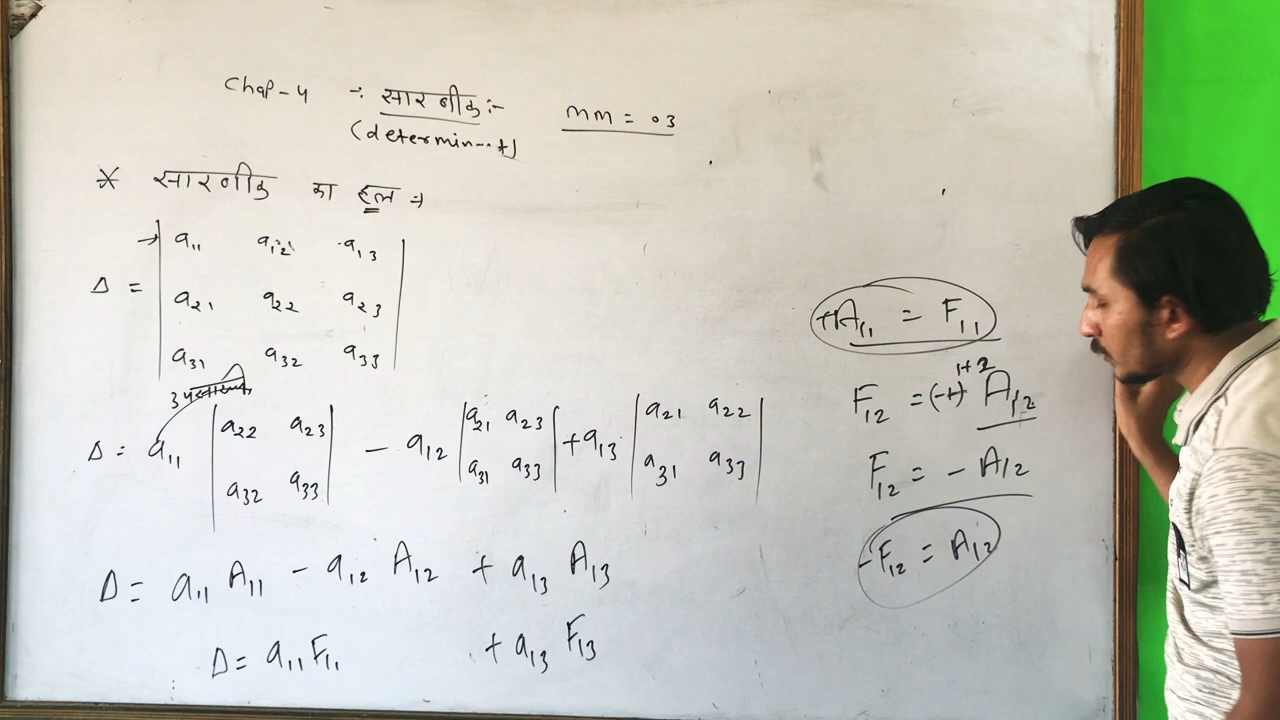 Chap-4 -: सारणीक :-
(determin--t)
MM = 03
* सारणीक का हल ⇒
→ a₁₁ a₁₂ a₁₃
Δ = a₂₁ a₂₂ a₂₃
a₃₁ a₃₂ a₃₃
Δ = a₁₁ | a₂₂ a₂₃ | - a₁₂ | a₂₁ a₂₃ | + a₁₃ | a₂₁ a₂₂ |
| a₃₂ a₃₃ | | a₃₁ a₃₃ | | a₃₁ a₃₃ |
Δ = a₁₁ A₁₁ - a₁₂ A₁₂ + a₁₃ A₁₃
Δ = a₁₁ F₁₁ + a₁₃ F₁₃
+A₁₁ = F₁₁
F₁₂ = (-1)¹⁺² A₁₂
F₁₂ = - A₁₂
-F₁₂ = A₁₂